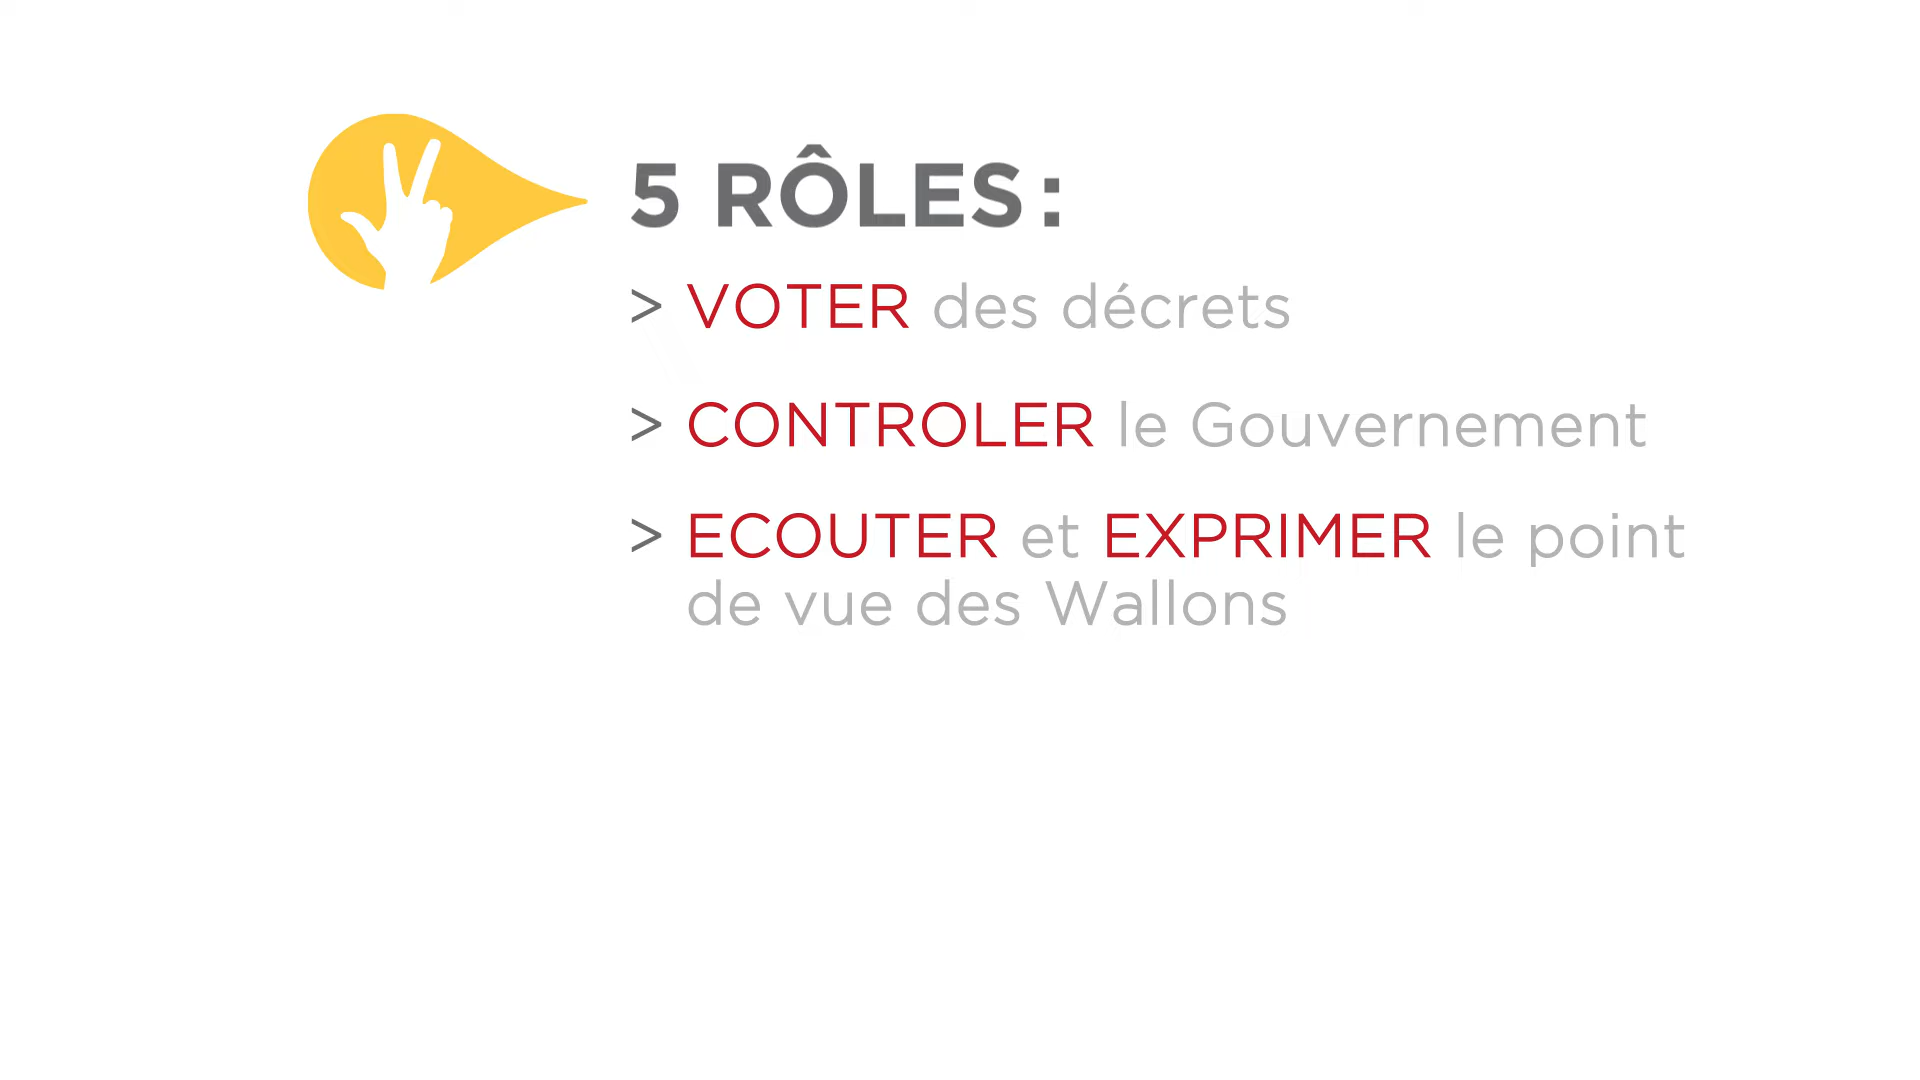 5 RÔLES :
> VOTER des décrets
> CONTROLER le Gouvernement
> ECOUTER et EXPRIMER le point
de vue des Wallons